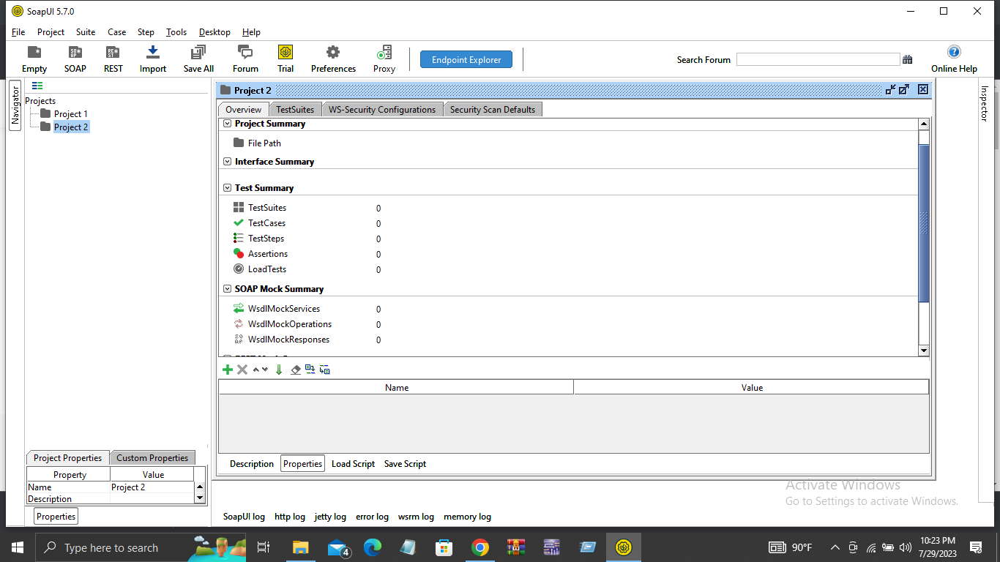 SoapUI 5.7.0
File Project Suite Case Step Tools Desktop Help
Empty SOAP REST Import Save All Forum Trial Preferences Proxy Endpoint Explorer Search Forum Online Help
Navigator
Projects
Project 1
Project 2
Project 2
Overview TestSuites WS-Security Configurations Security Scan Defaults
Project Summary
File Path
Interface Summary
Test Summary
TestSuites 0
TestCases 0
TestSteps 0
Assertions 0
LoadTests 0
SOAP Mock Summary
WsdlMockServices 0
WsdlMockOperations 0
WsdlMockResponses 0
Name Value
Description Properties Load Script Save Script
Inspector
Project Properties Custom Properties
Property Value
Name Project 2
Description
Properties
Activate Windows
Go to Settings to activate Windows.
SoapUI log http log jetty log error log wsrm log memory log
Type here to search
4
90°F
10:23 PM
7/29/2023